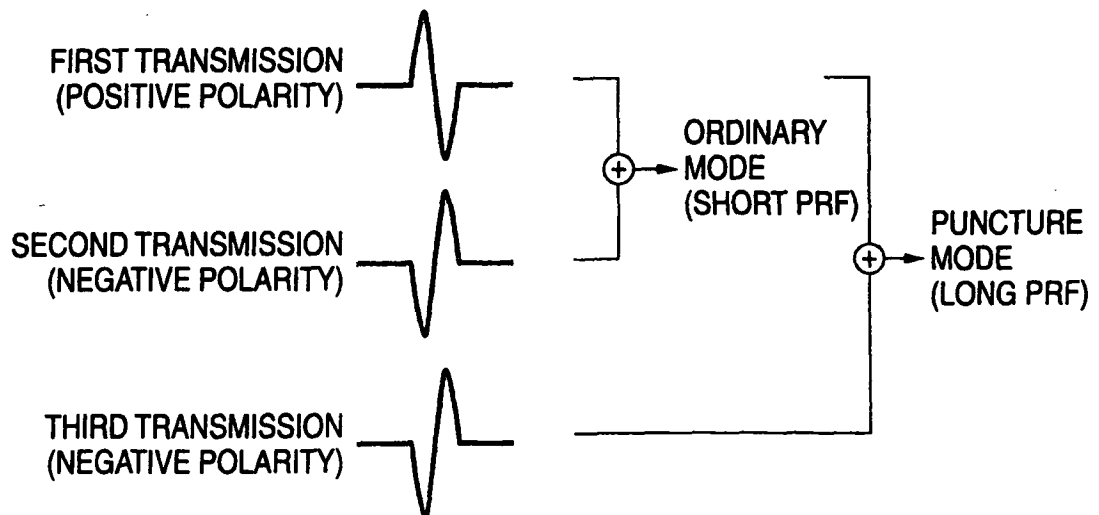 FIRST TRANSMISSION
(POSITIVE POLARITY)
ORDINARY
MODE
(SHORT PRF)
SECOND TRANSMISSION
(NEGATIVE POLARITY)
PUNCTURE
MODE
(LONG PRF)
THIRD TRANSMISSION
(NEGATIVE POLARITY)